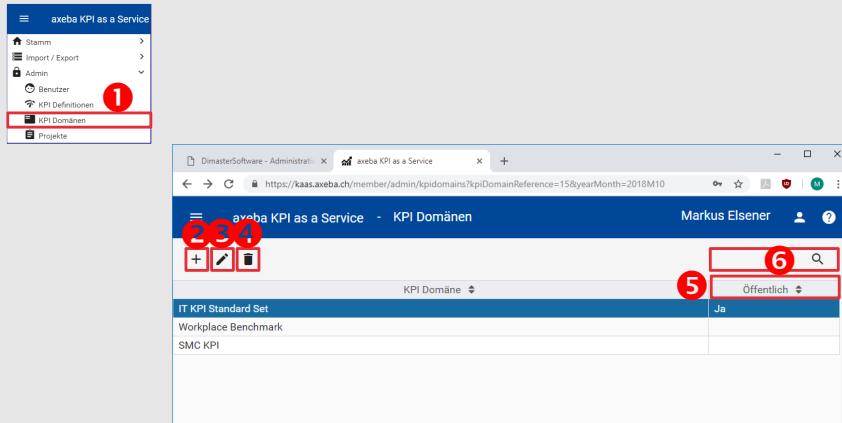 axeba KPI as a Service
Stamm
Import / Export
Admin
Benutzer
1
KPI Definitionen
KPI Domänen
Projekte
axeba KPI as a Service
https://kaas.axeba.ch/member/admin/kpidomains?kpiDomainReference=15&yearMonth=2018M10
M
axeba KPI as a Service - KPI Domänen
Markus Elsener
?
2 3 4
6
5
KPI Domäne
Öffentlich
IT KPI Standard Set
Ja
Workplace Benchmark
SMC KPI